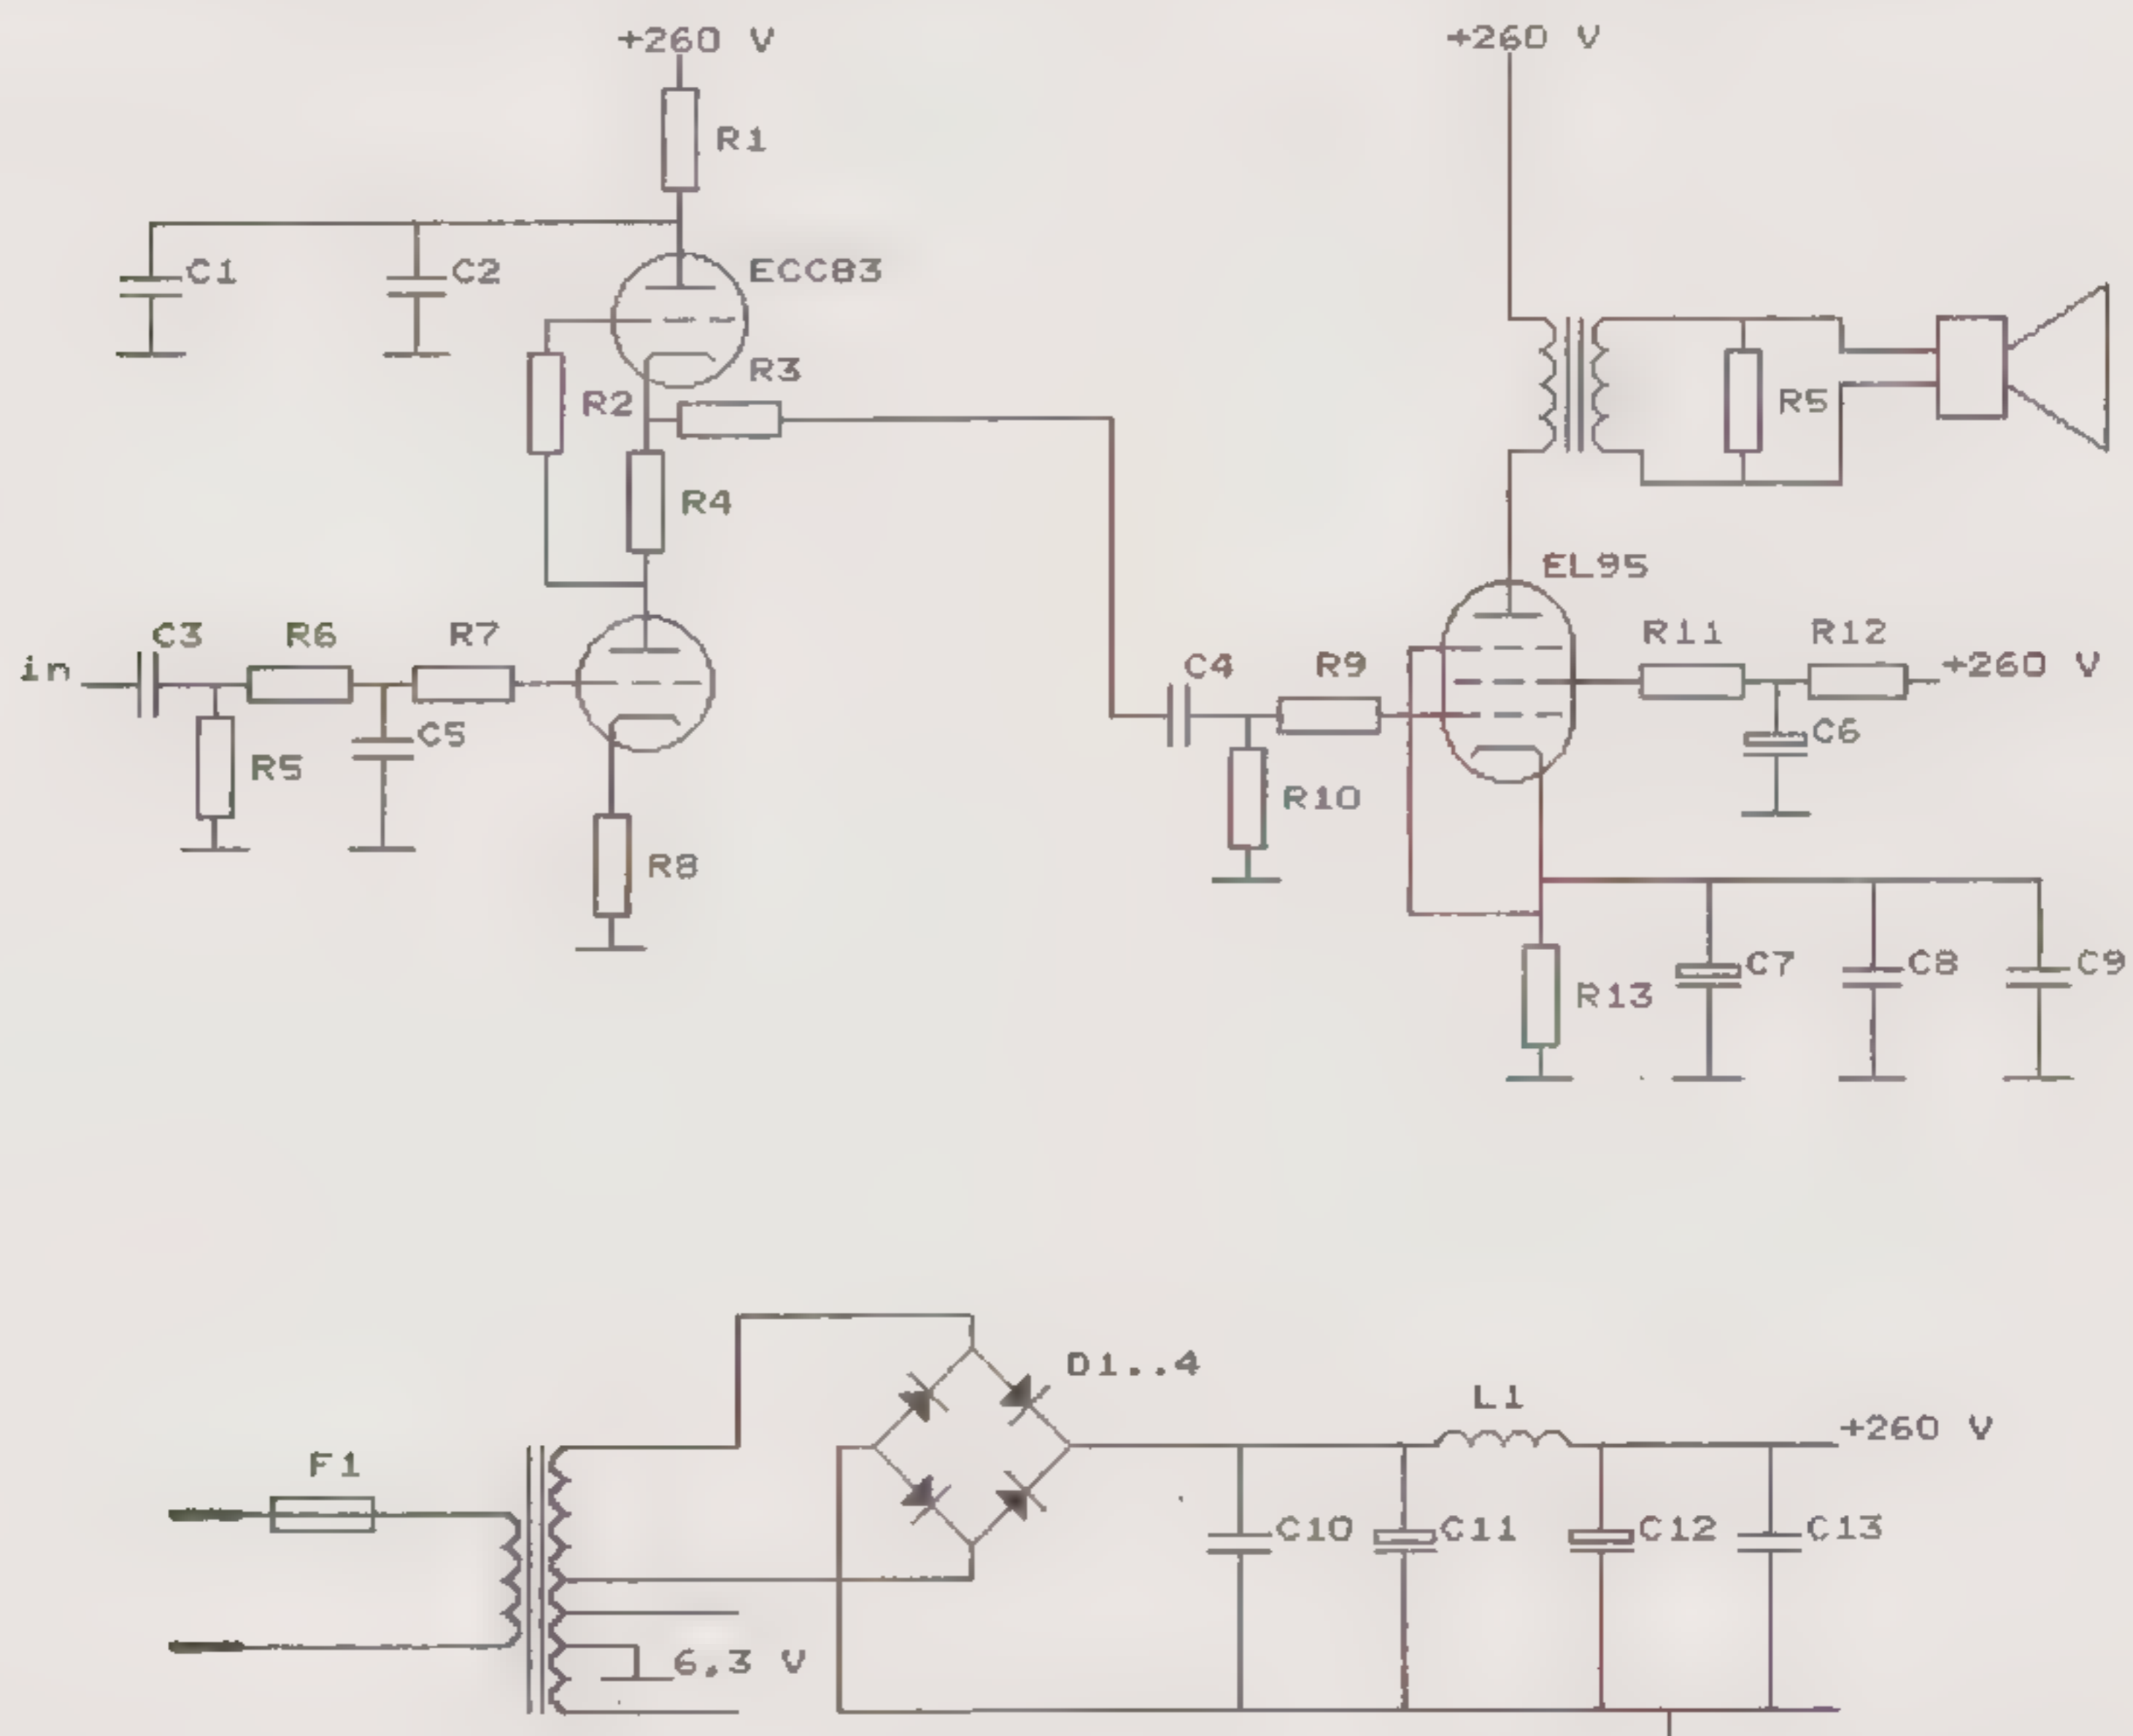 +260 V
+260 V
R1
C1
C2
ECC83
R3
R2
R5
R4
EL95
C3
R6
R7
R11
R12
in
C4
R9
+260 V
C5
C6
R5
R10
R8
C7
C8
C9
R13
D1..4
L1
+260 V
F1
C10
C11
C12
C13
6,3 V